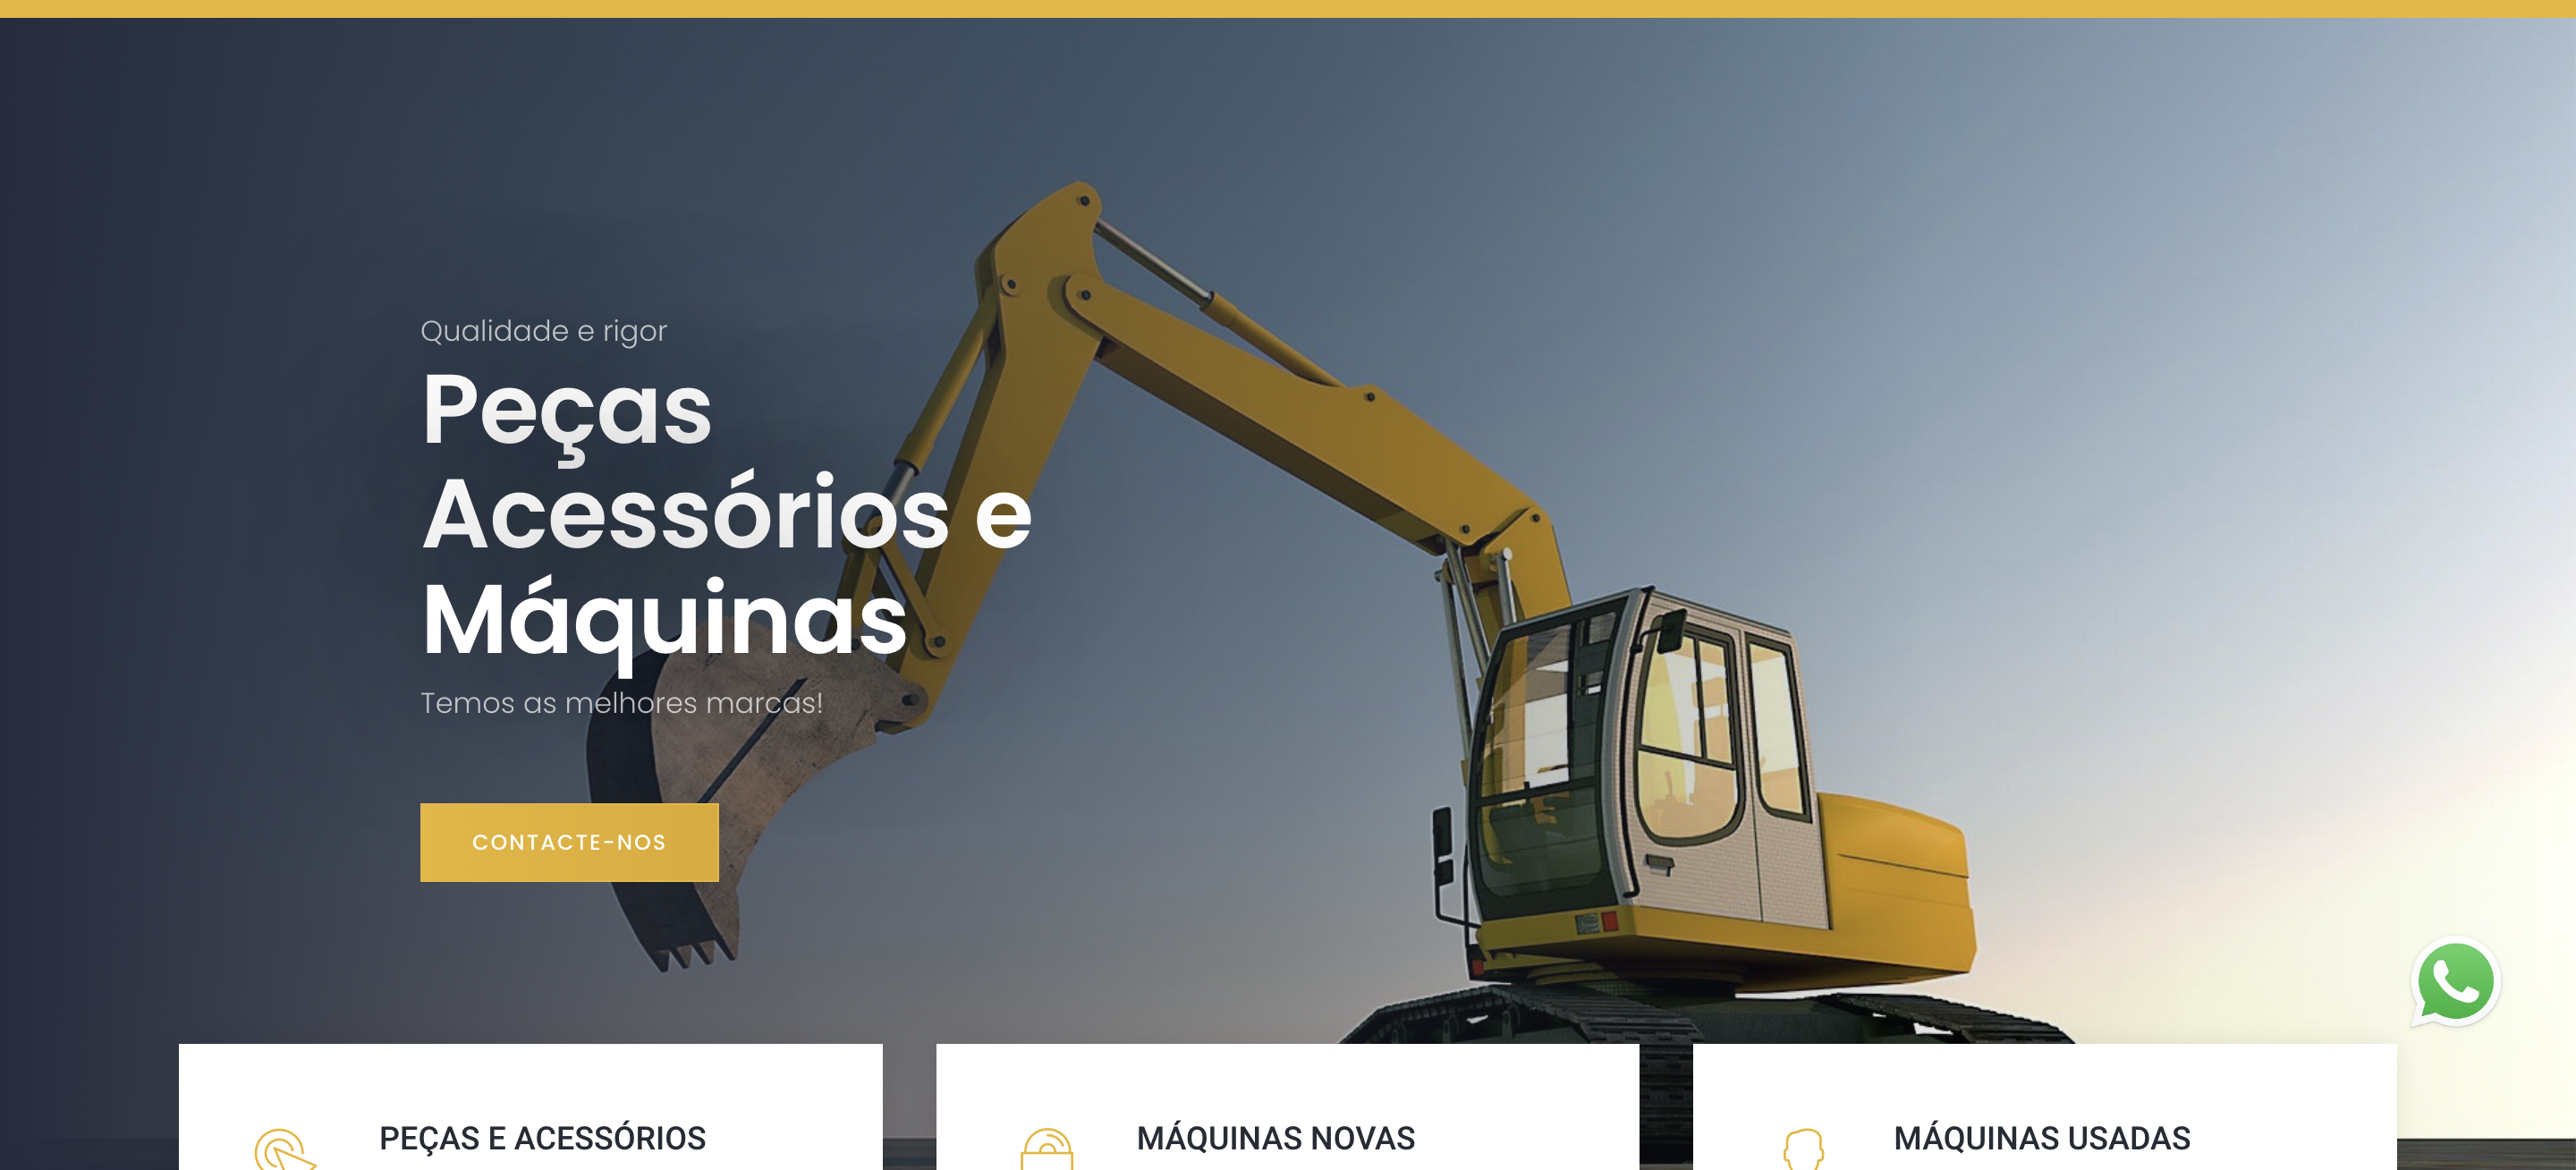 Qualidade e rigor
Peças
Acessórios e
Máquinas
Temos as melhores marcas!
CONTACTE-NOS
PEÇAS E ACESSÓRIOS
MÁQUINAS NOVAS
MÁQUINAS USADAS